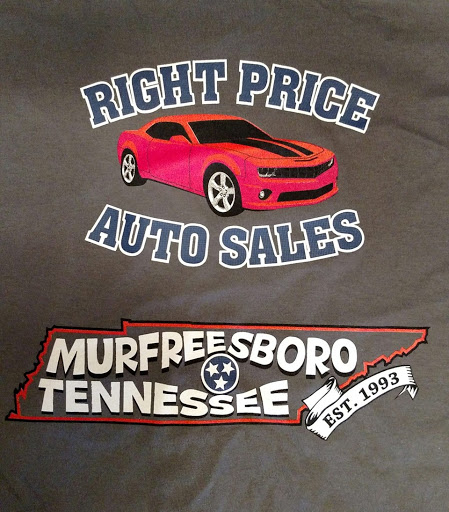 RIGHT PRICE
AUTO SALES
MURFREESBORO
TENNESSEE
EST. 1993